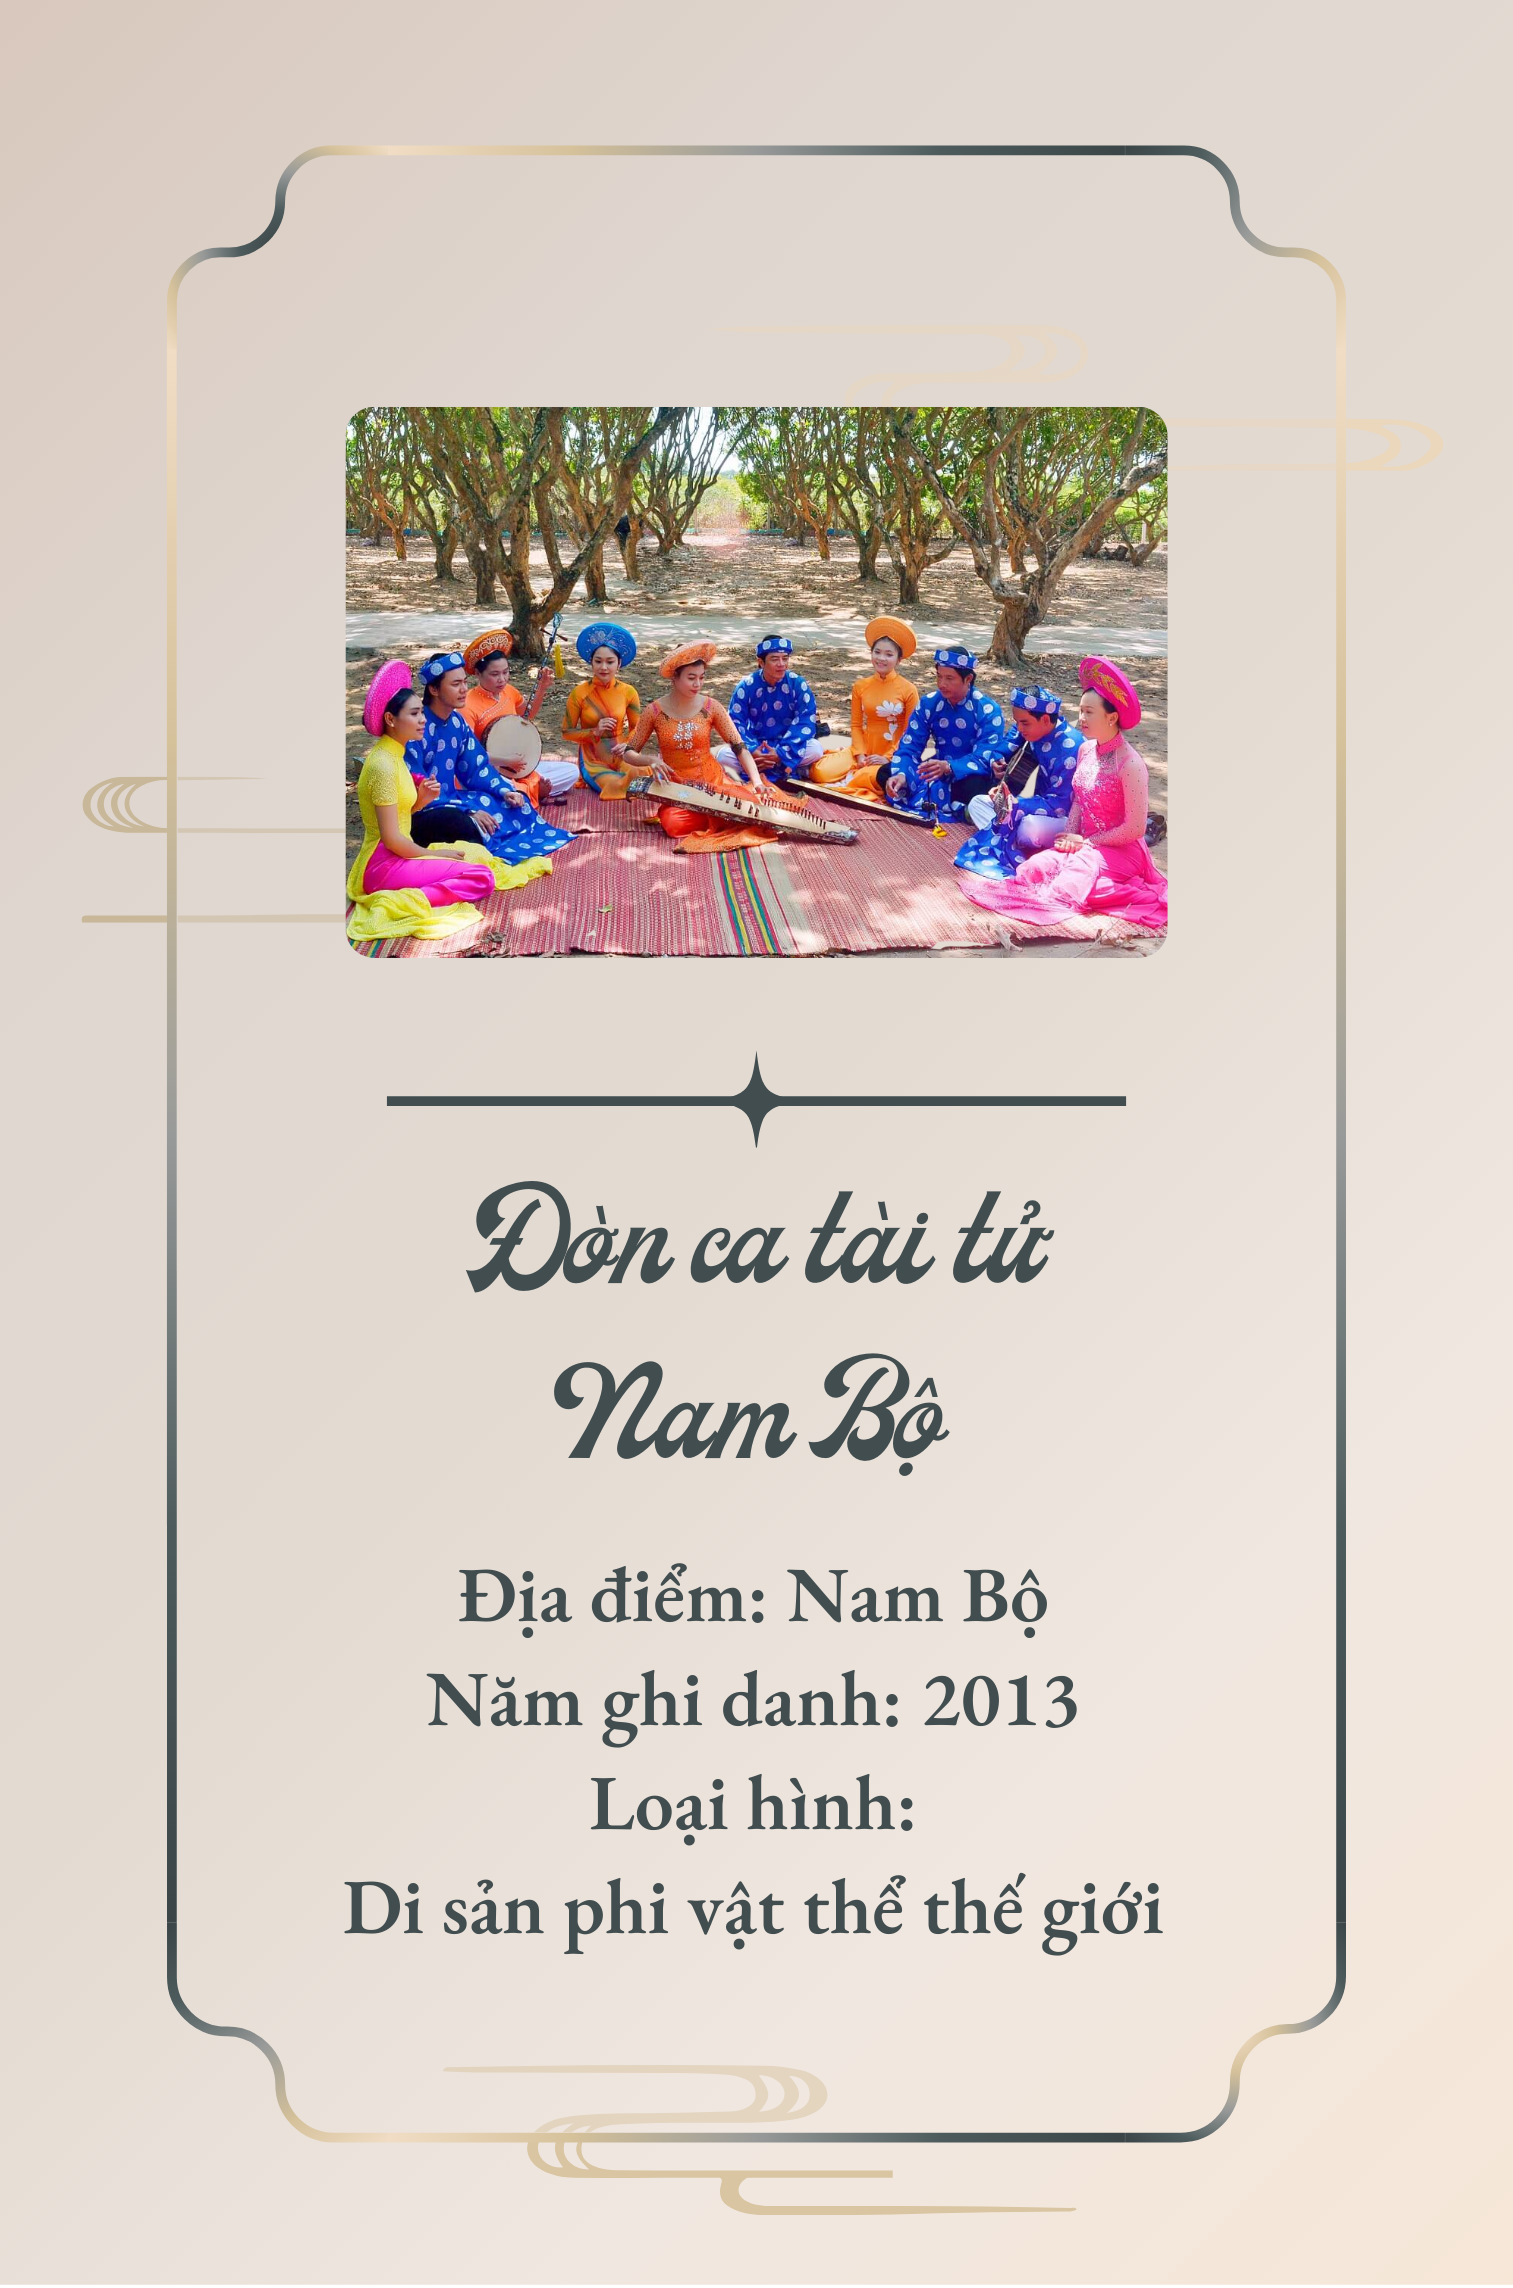 Đờn ca tài tử
Nam Bộ
Địa điểm: Nam Bộ
Năm ghi danh: 2013
Loại hình:
Di sản phi vật thể thế giới